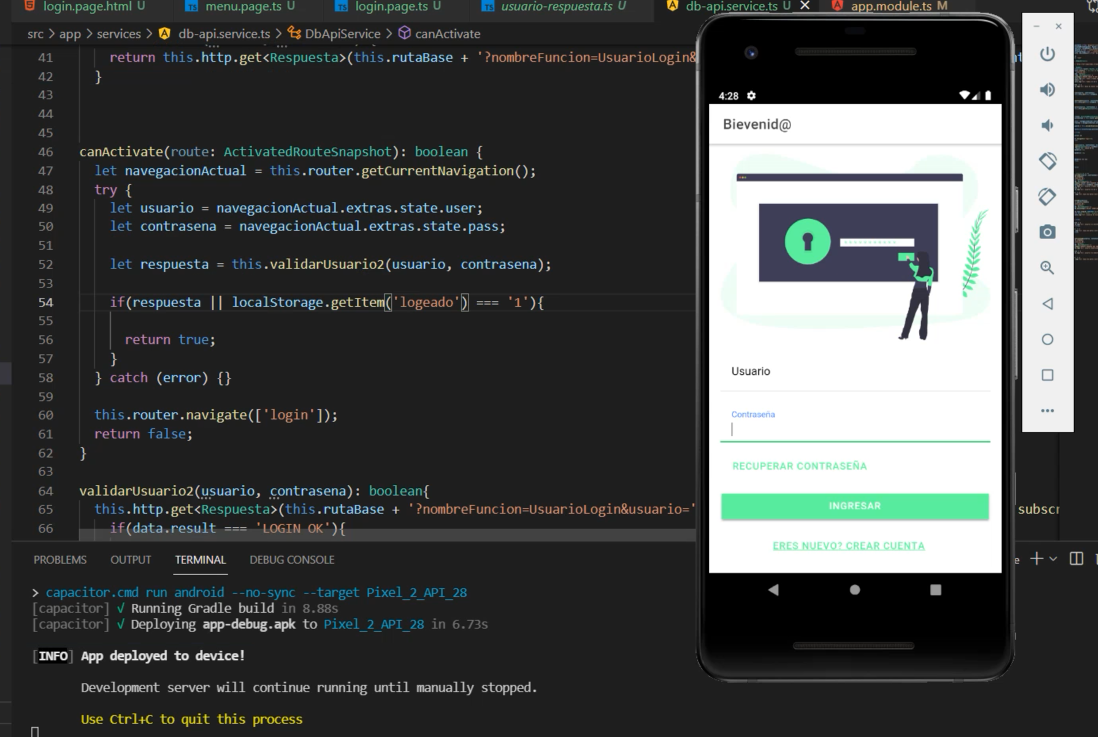 login.page.html U
menu.page.ts U
login.page.ts U
usuario-respuesta.ts U
db-api.service.ts U
app.module.ts M
src > app > services > db-api.service.ts > DbApiService > canActivate
41 return this.http.get<Respuesta>(this.rutaBase + '?nombreFuncion=UsuarioLogin&
42 }
43
44
45
46 canActivate(route: ActivatedRouteSnapshot): boolean {
47 let navegacionActual = this.router.getCurrentNavigation();
48 try {
49 let usuario = navegacionActual.extras.state.user;
50 let contrasena = navegacionActual.extras.state.pass;
51
52 let respuesta = this.validarUsuario2(usuario, contrasena);
53
54 if(respuesta || localStorage.getItem('logeado') === '1'){
55
56 return true;
57 }
58 } catch (error) {}
59
60 this.router.navigate(['login']);
61 return false;
62 }
63
64 validarUsuario2(usuario, contrasena): boolean{
65 this.http.get<Respuesta>(this.rutaBase + '?nombreFuncion=UsuarioLogin&usuario='
subscr
66 if(data.result === 'LOGIN OK'){
PROBLEMS OUTPUT TERMINAL DEBUG CONSOLE
> capacitor.cmd run android --no-sync --target Pixel_2_API_28
[capacitor] √ Running Gradle build in 8.88s
[capacitor] √ Deploying app-debug.apk to Pixel_2_API_28 in 6.73s
[INFO] App deployed to device!
Development server will continue running until manually stopped.
Use Ctrl+C to quit this process
4:28
Bievenid@
Usuario
Contraseña
RECUPERAR CONTRASEÑA
INGRESAR
ERES NUEVO? CREAR CUENTA